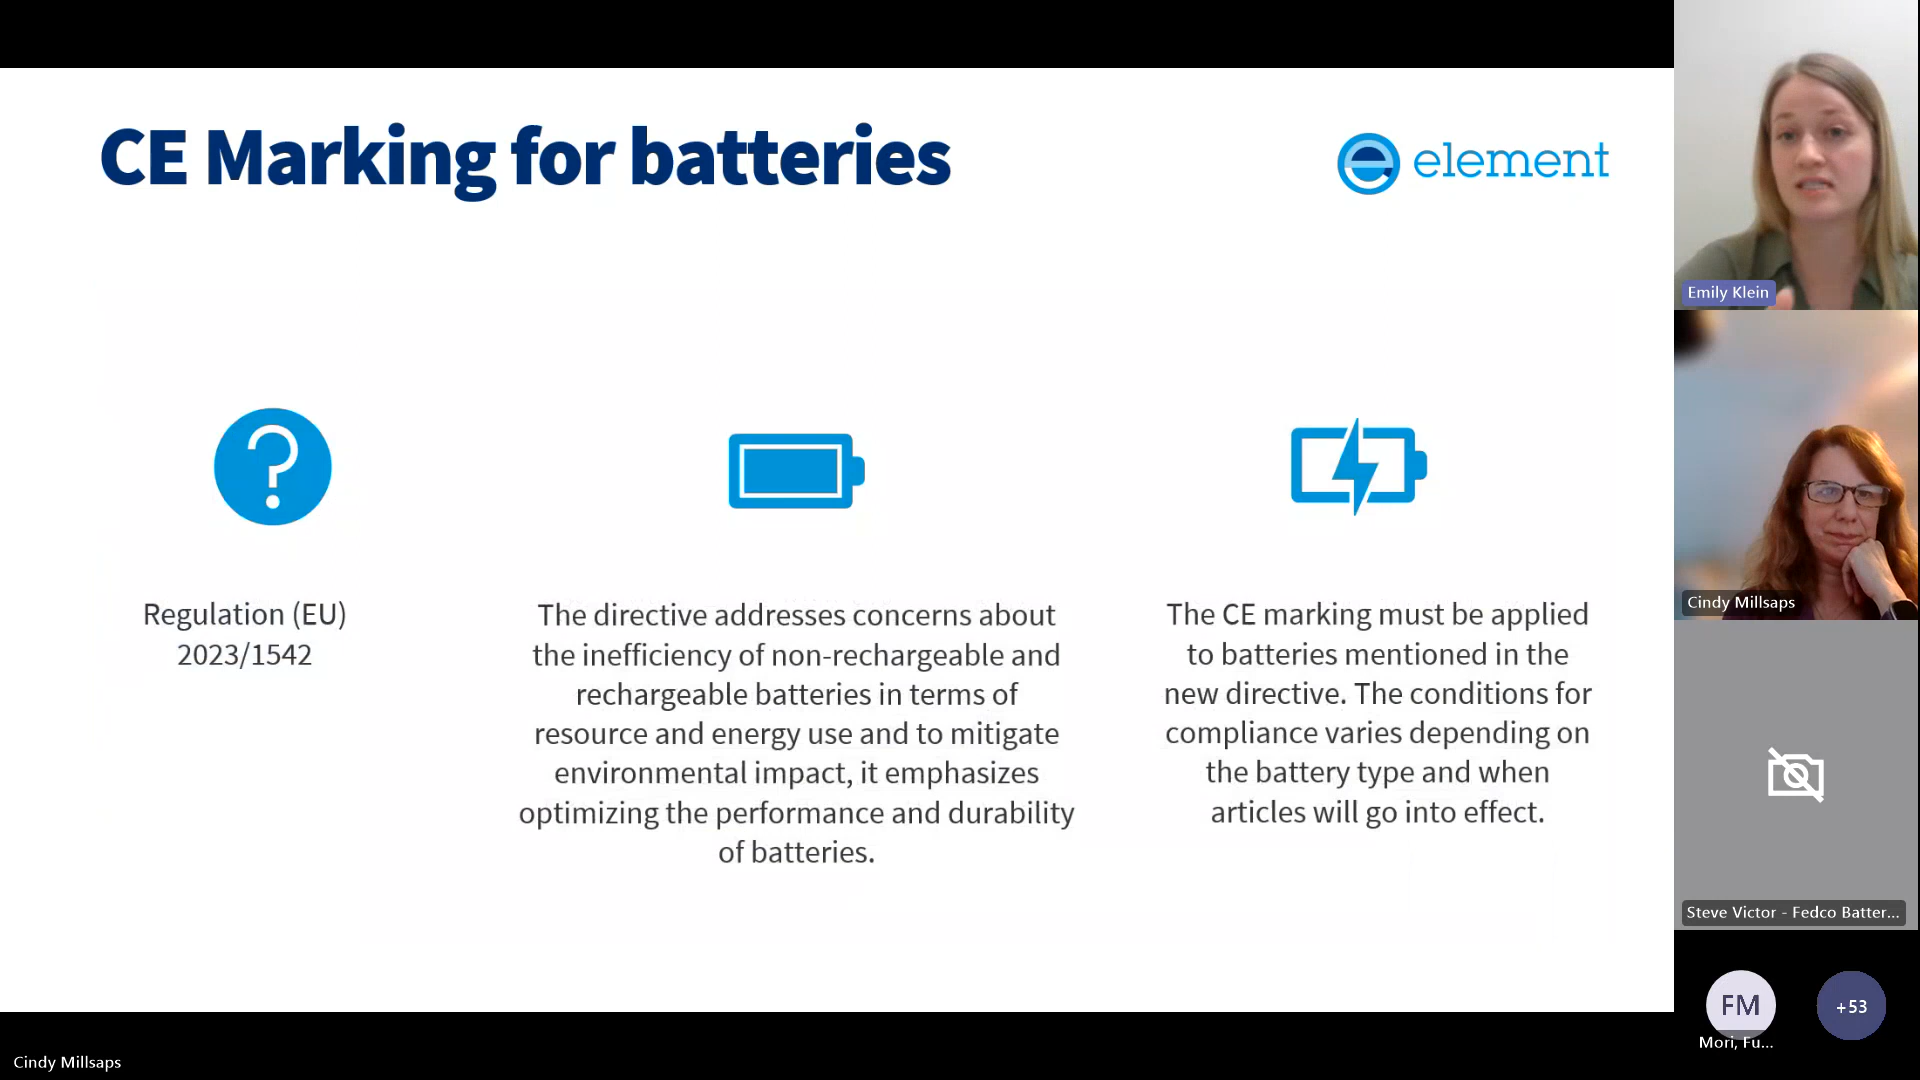 CE Marking for batteries
element
Regulation (EU)
2023/1542
The directive addresses concerns about
the inefficiency of non-rechargeable and
rechargeable batteries in terms of
resource and energy use and to mitigate
environmental impact, it emphasizes
optimizing the performance and durability
of batteries.
The CE marking must be applied
to batteries mentioned in the
new directive. The conditions for
compliance varies depending on
the battery type and when
articles will go into effect.
Emily Klein
Cindy Millsaps
Steve Victor - Fedco Batter...
FM
+53
Mori, Fu...
Cindy Millsaps